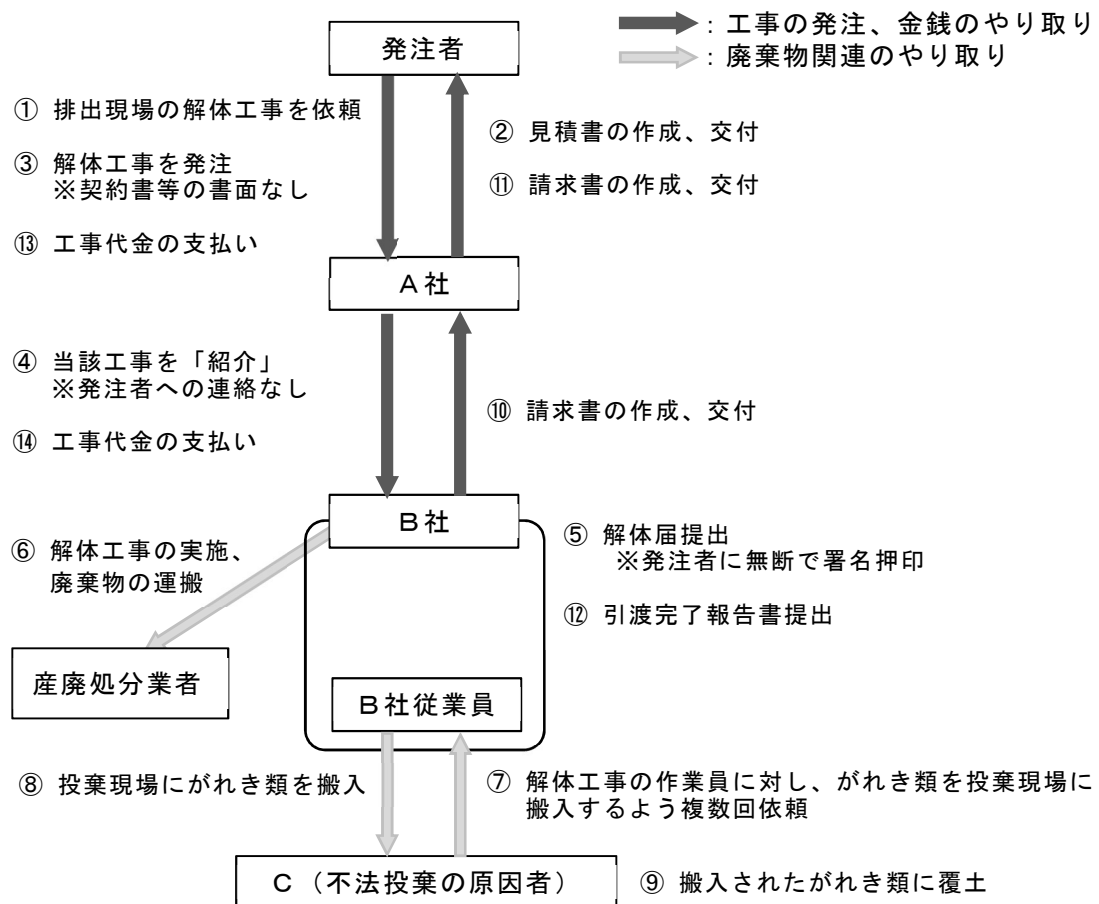 ：工事の発注、金銭のやり取り
：廃棄物関連のやり取り
発注者
① 排出現場の解体工事を依頼
② 見積書の作成、交付
③ 解体工事を発注
※契約書等の書面なし
⑪ 請求書の作成、交付
⑬ 工事代金の支払い
Ａ社
④ 当該工事を「紹介」
※発注者への連絡なし
⑩ 請求書の作成、交付
⑭ 工事代金の支払い
Ｂ社
⑤ 解体届提出
※発注者に無断で署名押印
⑥ 解体工事の実施、
廃棄物の運搬
⑫ 引渡完了報告書提出
産廃処分業者
Ｂ社従業員
⑧ 投棄現場にがれき類を搬入
⑦ 解体工事の作業員に対し、がれき類を投棄現場に
搬入するよう複数回依頼
Ｃ（不法投棄の原因者）
⑨ 搬入されたがれき類に覆土